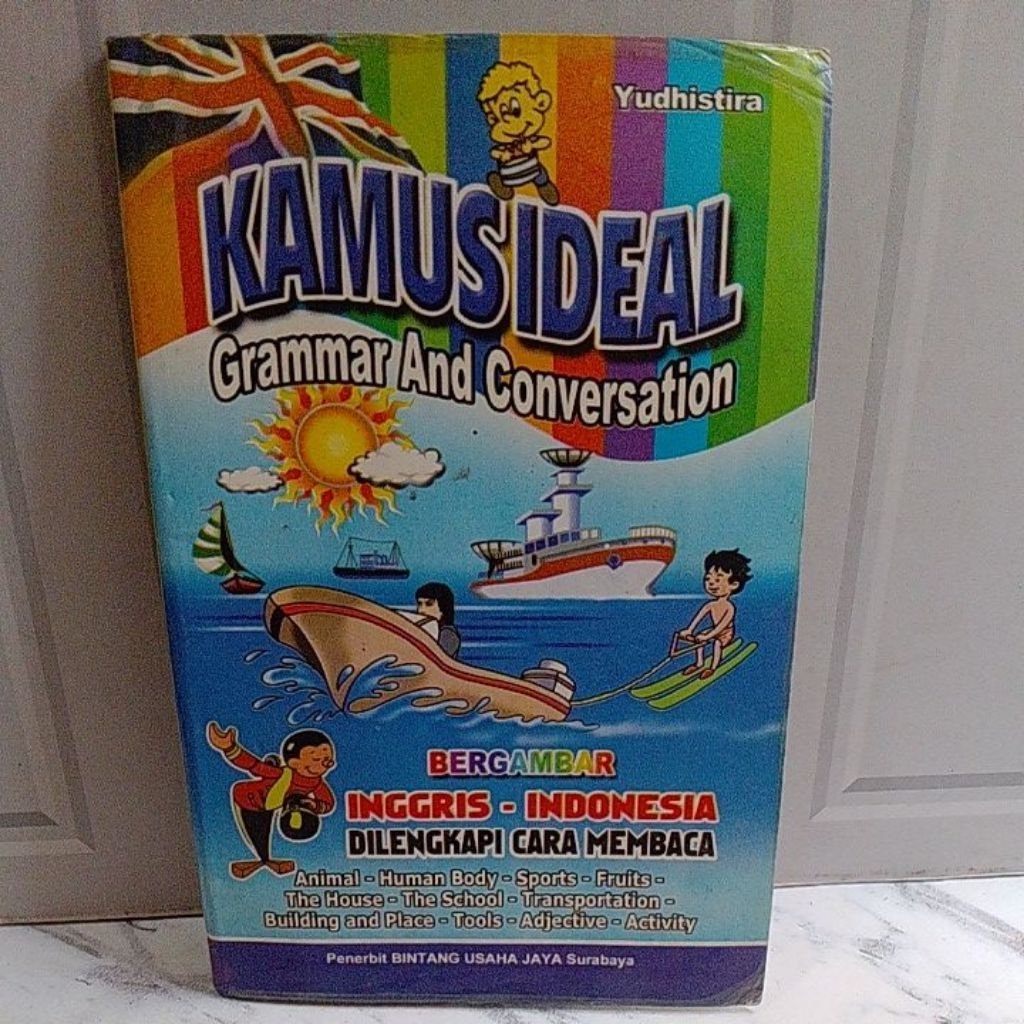 Yudhistira
KAMUS IDEAL
Grammar And Conversation
BERGAMBAR
INGGRIS - INDONESIA
DILENGKAPI CARA MEMBACA
Animal - Human Body - Sports - Fruits -
The House - The School - Transportation -
Building and Place - Tools - Adjective - Activity
Penerbit BINTANG USAHA JAYA Surabaya